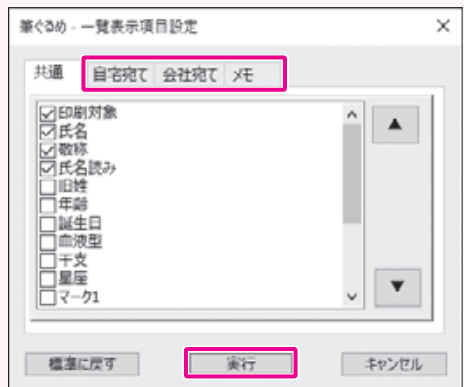 筆ぐるめ - 一覧表示項目設定
共通 自宅宛て 会社宛て メモ
印刷対象
氏名
敬称
氏名読み
旧姓
年齢
誕生日
血液型
干支
星座
マーク1
標準に戻す 実行 キャンセル